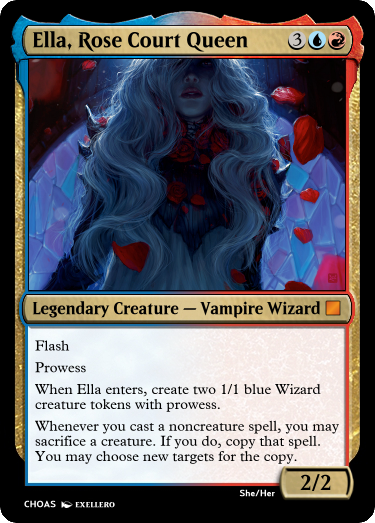 Ella, Rose Court Queen 3
Legendary Creature — Vampire Wizard
Flash
Prowess
When Ella enters, create two 1/1 blue Wizard
creature tokens with prowess.
Whenever you cast a noncreature spell, you may
sacrifice a creature. If you do, copy that spell.
You may choose new targets for the copy.
2/2
She/Her
CHOAS EXELLERO